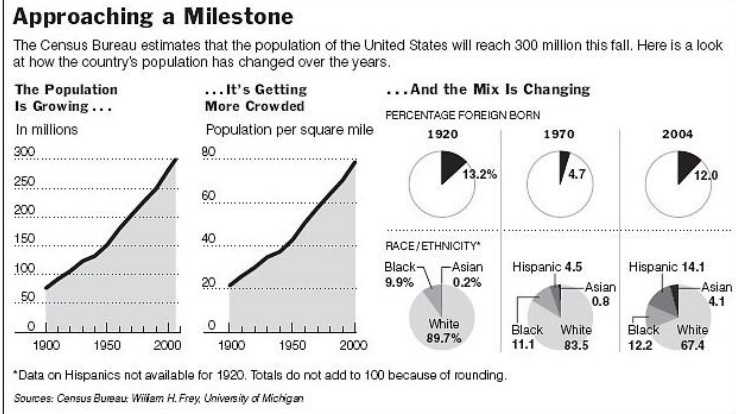 Approaching a Milestone
The Census Bureau estimates that the population of the United States will reach 300 million this fall. Here is a look
at how the country's population has changed over the years.
The Population
Is Growing...
In millions
300
250
200
150
100
50
0
1900
1950
2000
...It's Getting
More Crowded
Population per square mile
80
60
40
20
0
1900
1950
2000
...And the Mix Is Changing
PERCENTAGE FOREIGN BORN
1920
1970
2004
13.2%
4.7
12.0
RACE/ETHNICITY*
Black
9.9%
Asian
0.2%
White
89.7%
Hispanic 4.5
Asian
0.8
Black
11.1
White
83.5
Hispanic 14.1
Asian
4.1
Black
12.2
White
67.4
*Data on Hispanics not available for 1920. Totals do not add to 100 because of rounding.
Sources: Census Bureau; William H. Frey, University of Michigan